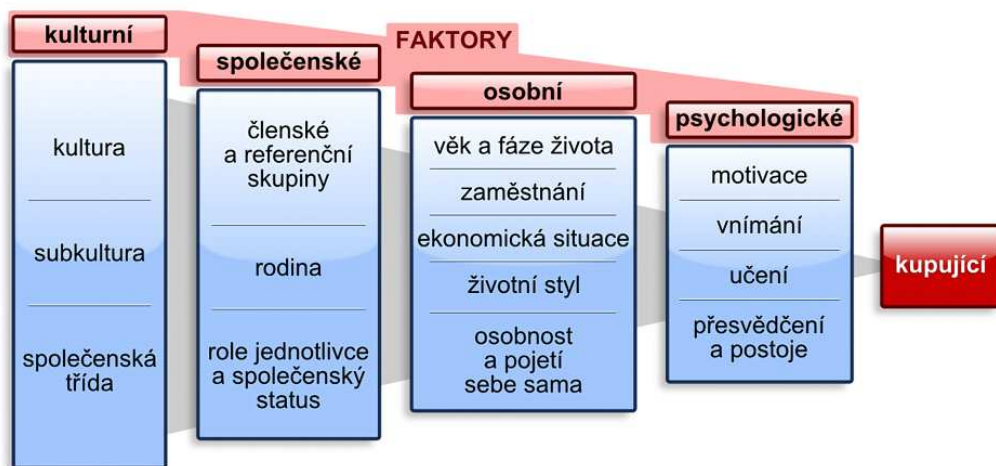 FAKTORY
kulturní
kultura
subkultura
společenská
třída
společenské
členské
a referenční
skupiny
rodina
role jednotlivce
a společenský
status
osobní
věk a fáze života
zaměstnání
ekonomická situace
životní styl
osobnost
a pojetí
sebe sama
psychologické
motivace
vnímání
učení
přesvědčení
a postoje
kupující